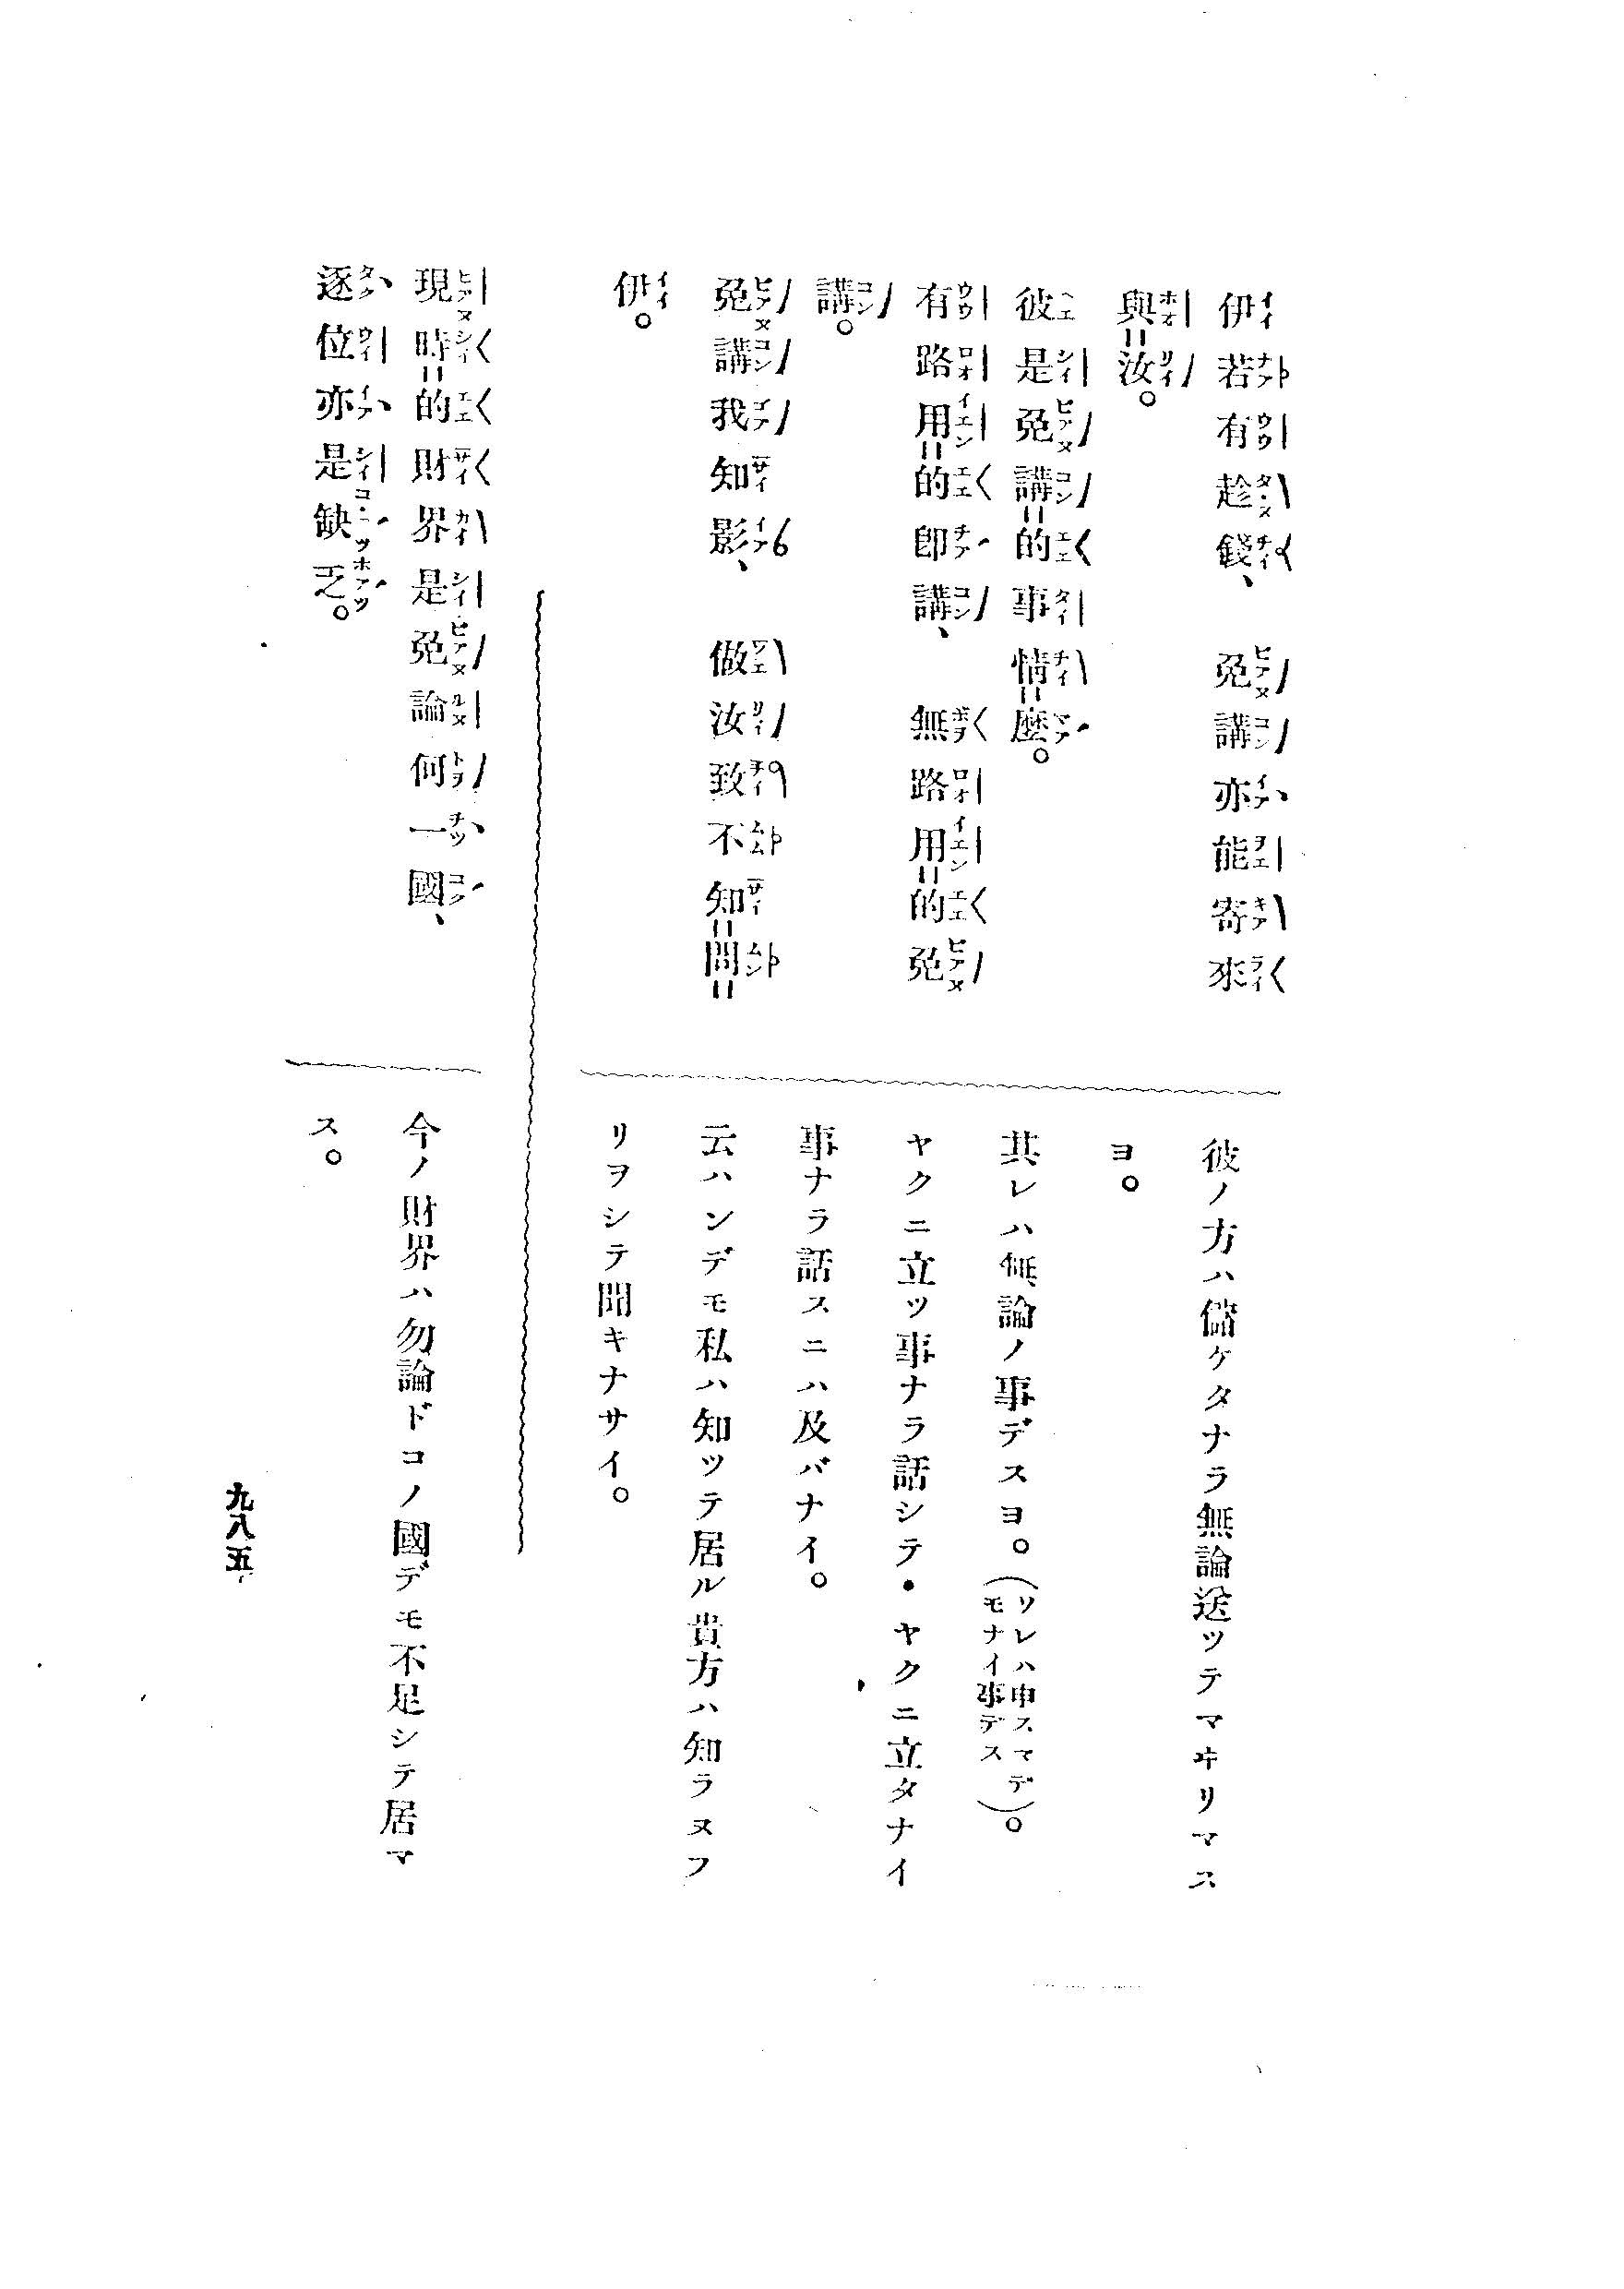 伊若有趁錢、 免講亦能寄來
與＝汝。
彼是免講＝的事情＝麼。
有路用＝的卽講、 無路用＝的免
講。
免講我知影、 做汝致不知＝問＝
伊。
現時＝的財界是免論何一國、
逐位亦是缺乏。
彼ノ方ハ儲ケタナラ無論送ツテマヰリマス
ヨ。
其レハ無論ノ事デスヨ。(ソレハ申スマデモナイ事デス)。
ヤクニ立ツ事ナラ話シテ・ヤクニ立タナイ
事ナラ話スニハ及バナイ。
云ハンデモ私ハ知ツテ居ル貴方ハ知ラヌフ
リヲシテ聞キナサイ。
今ノ財界ハ勿論ドコノ國デモ不足シテ居マ
ス。
九八五